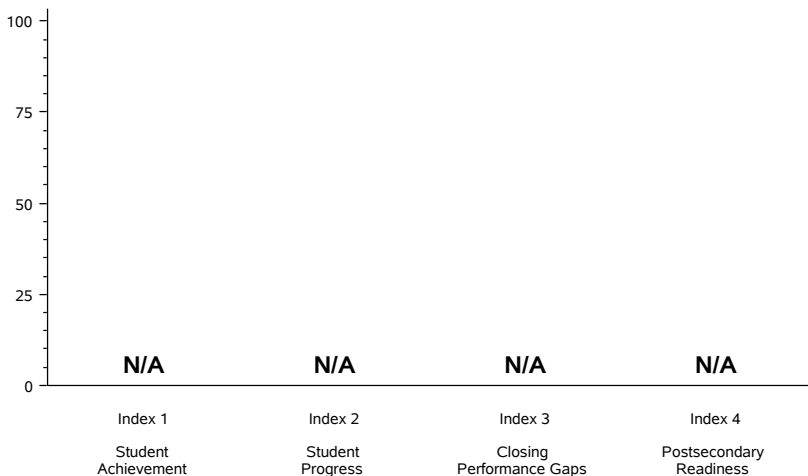 100
75
50
25
0
N/A N/A N/A N/A
Index 1 Index 2 Index 3 Index 4
Student Student Closing Postsecondary
Achievement Progress Performance Gaps Readiness